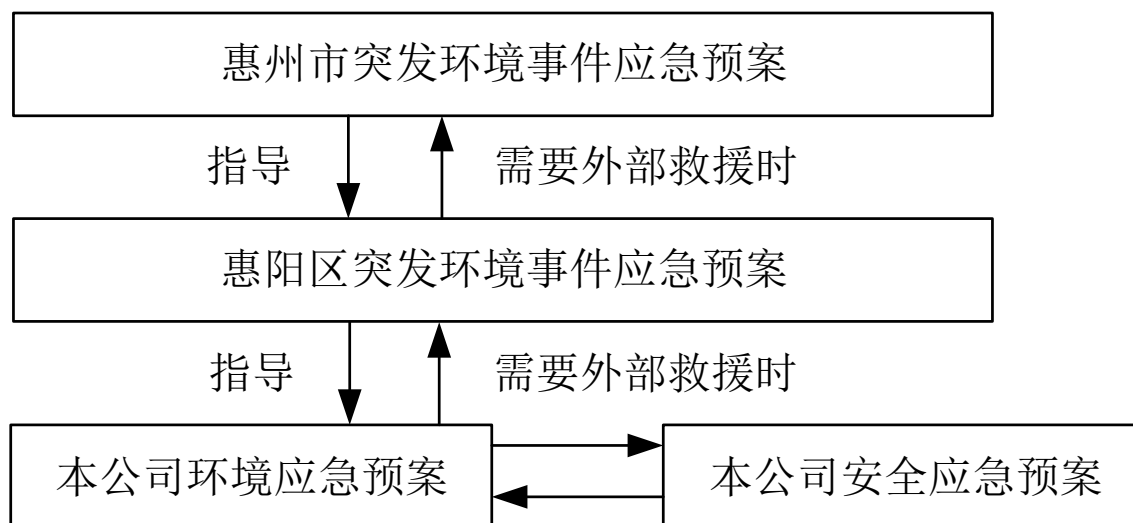 惠州市突发环境事件应急预案
指导
需要外部救援时
惠阳区突发环境事件应急预案
指导
需要外部救援时
本公司环境应急预案
本公司安全应急预案